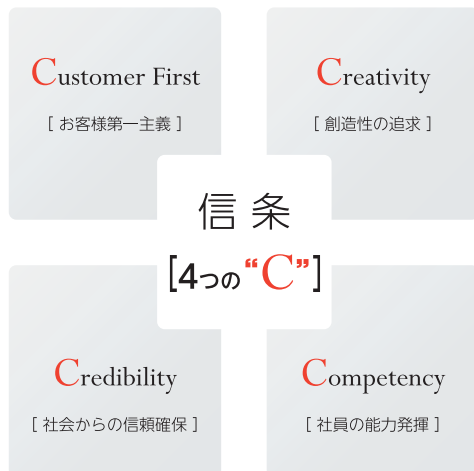 Customer First
[ お客様第一主義 ]
Creativity
[ 創造性の追求 ]
信 条
[4つの“C”]
Credibility
[ 社会からの信頼確保 ]
Competency
[ 社員の能力発揮 ]